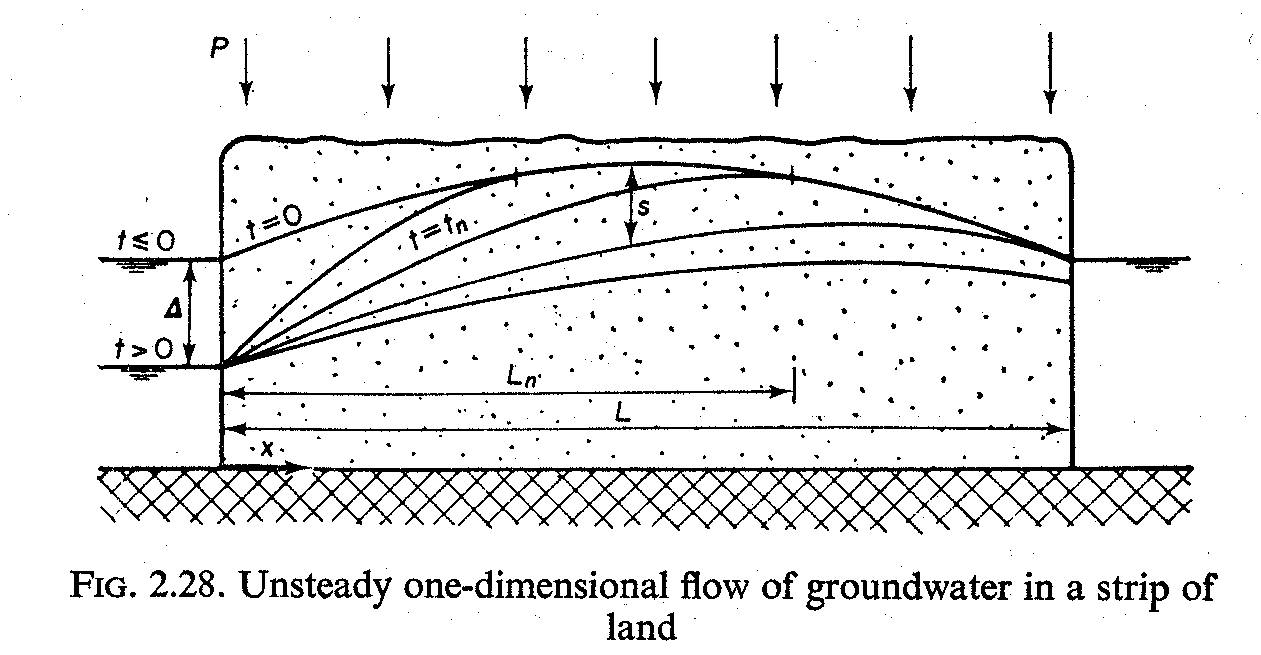 P
t=0
t≤0
t=tn
s
Δ
t>0
Ln
L
x
FIG. 2.28. Unsteady one-dimensional flow of groundwater in a strip of
land